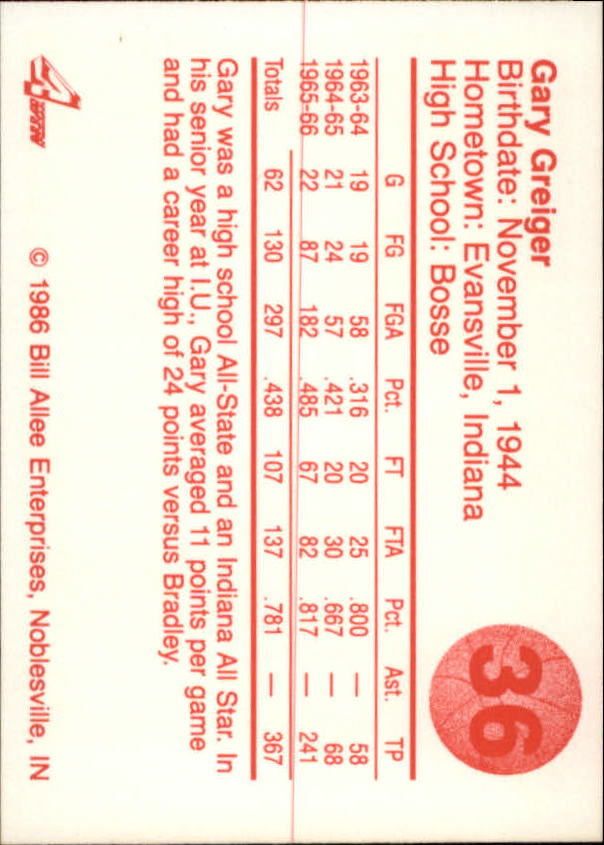 Gary Greiger
Birthdate: November 1, 1944
Hometown: Evansville, Indiana
High School: Bosse
36
G FG FGA Pct. FT FTA Pct. Ast. TP
1963-64 19 19 58 .316 20 25 .800 — 58
1964-65 21 24 57 .421 20 30 .667 — 68
1965-66 22 87 182 .485 67 82 .817 — 241
Totals 62 130 297 .438 107 137 .781 — 367
Gary was a high school All-State and an Indiana All Star. In
his senior year at I.U., Gary averaged 11 points per game
and had a career high of 24 points versus Bradley.
© 1986 Bill Allee Enterprises, Noblesville, IN